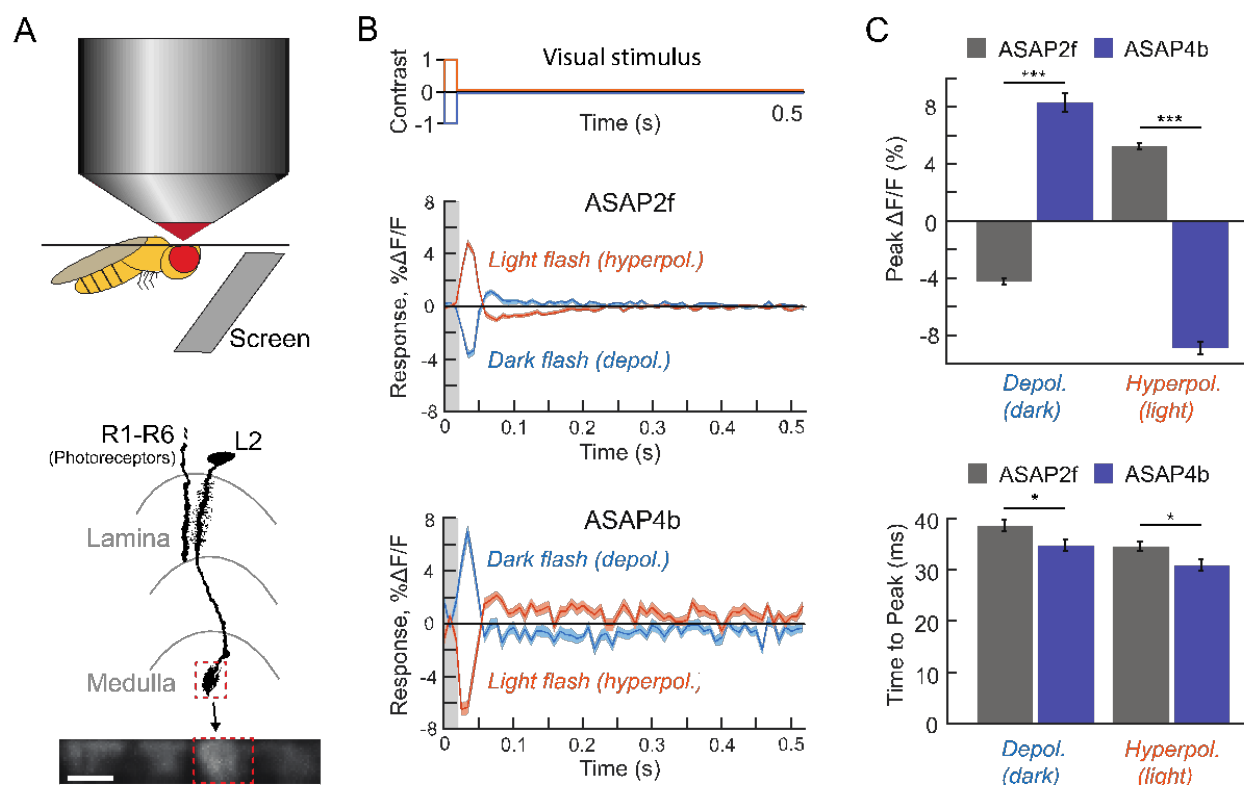 A
Screen
R1-R6
(Photoreceptors)
L2
Lamina
Medulla
B
Visual stimulus
Contrast
1
0
-1
Time (s)
0.5
ASAP2f
Response, %ΔF/F
8
4
0
-4
-8
Light flash (hyperpol.)
Dark flash (depol.)
0 0.1 0.2 0.3 0.4 0.5
Time (s)
ASAP4b
Response, %ΔF/F
8
4
0
-4
-8
Dark flash (depol.)
Light flash (hyperpol.)
0 0.1 0.2 0.3 0.4 0.5
Time (s)
C
ASAP2f ASAP4b
***
***
Peak ΔF/F (%)
8
4
0
-4
-8
Depol. Hyperpol.
(dark) (light)
ASAP2f ASAP4b
*
*
Time to Peak (ms)
40
30
20
10
0
Depol. Hyperpol.
(dark) (light)